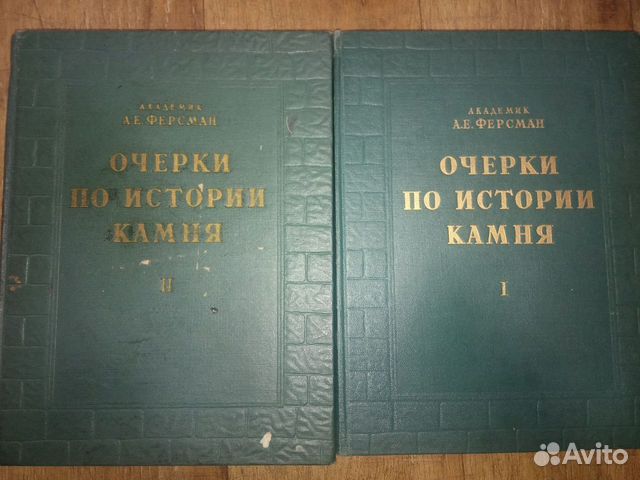 АКАДЕМИК
А.Е. ФЕРСМАН
ОЧЕРКИ
ПО ИСТОРИИ
КАМНЯ
II
АКАДЕМИК
А.Е. ФЕРСМАН
ОЧЕРКИ
ПО ИСТОРИИ
КАМНЯ
I
Avito